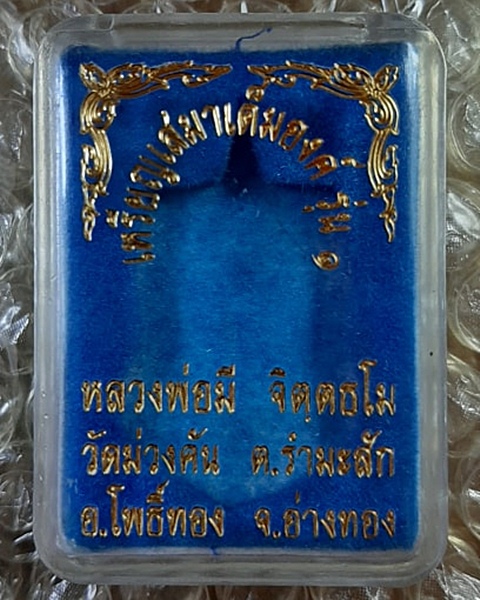 เหรียญเสมาเต็มองค์ ที่ ๑
หลวงพ่อมี จิตฺตธโม
วัดม่วงคัน ต.รำมะสัก
อ.โพธิ์ทอง จ.อ่างทอง